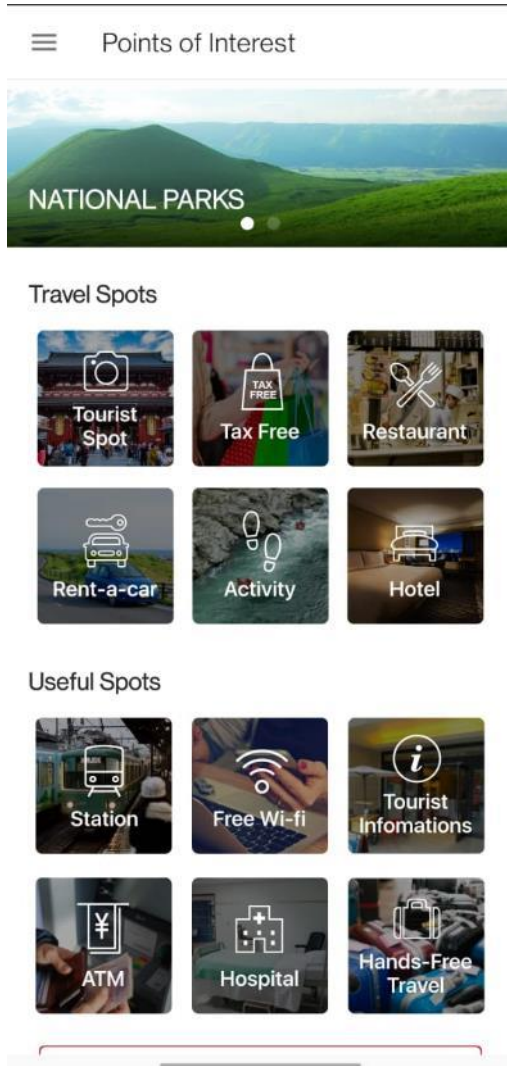 Points of Interest
NATIONAL PARKS
Travel Spots
Tourist
Spot
TAX
FREE
Tax Free
Restaurant
Rent-a-car
Activity
Hotel
Useful Spots
Station
Free Wi-fi
i
Tourist
Infomations
¥
ATM
Hospital
Hands-Free
Travel